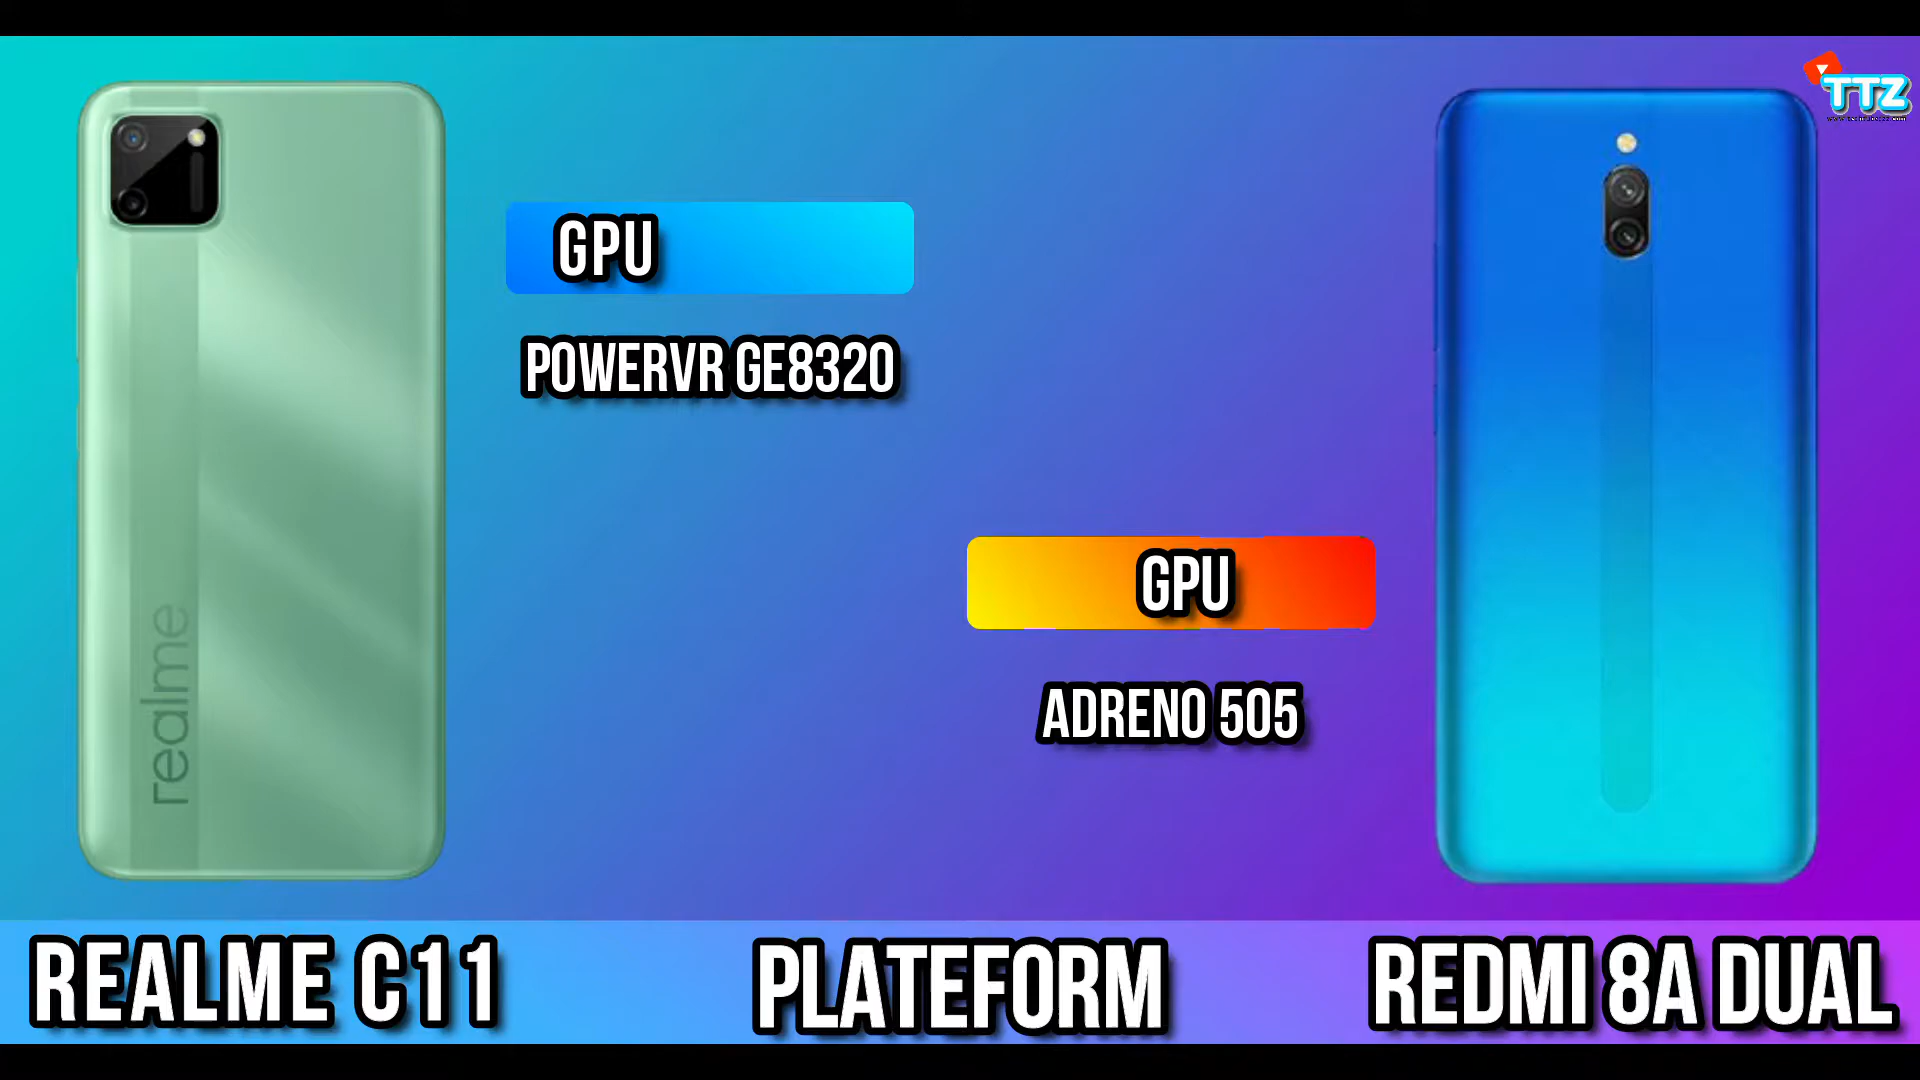 TTZ
GPU
POWERVR GE8320
GPU
ADRENO 505
realme
REALME C11
PLATEFORM
REDMI 8A DUAL